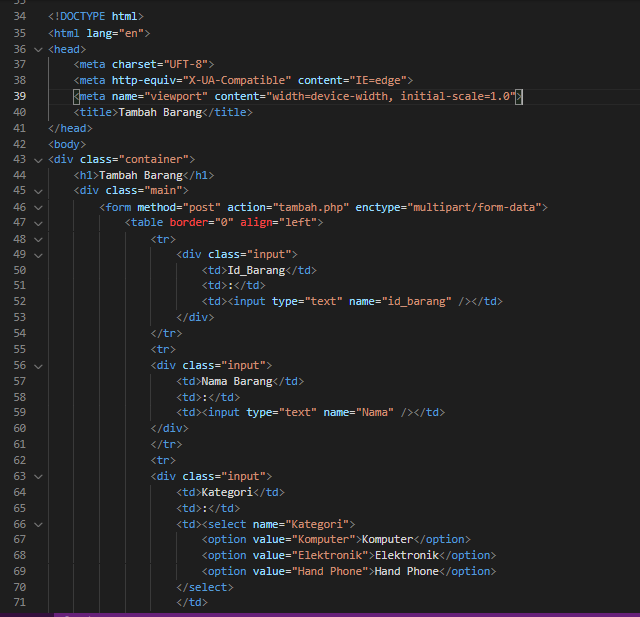 34 <!DOCTYPE html>
35 <html lang="en">
36 <head>
37 <meta charset="UFT-8">
38 <meta http-equiv="X-UA-Compatible" content="IE=edge">
39 <meta name="viewport" content="width=device-width, initial-scale=1.0">
40 <title>Tambah Barang</title>
41 </head>
42 <body>
43 <div class="container">
44 <h1>Tambah Barang</h1>
45 <div class="main">
46 <form method="post" action="tambah.php" enctype="multipart/form-data">
47 <table border="0" align="left">
48 <tr>
49 <div class="input">
50 <td>Id_Barang</td>
51 <td>:</td>
52 <td><input type="text" name="id_barang" /></td>
53 </div>
54 </tr>
55 <tr>
56 <div class="input">
57 <td>Nama Barang</td>
58 <td>:</td>
59 <td><input type="text" name="Nama" /></td>
60 </div>
61 </tr>
62 <tr>
63 <div class="input">
64 <td>Kategori</td>
65 <td>:</td>
66 <td><select name="Kategori">
67 <option value="Komputer">Komputer</option>
68 <option value="Elektronik">Elektronik</option>
69 <option value="Hand Phone">Hand Phone</option>
70 </select>
71 </td>